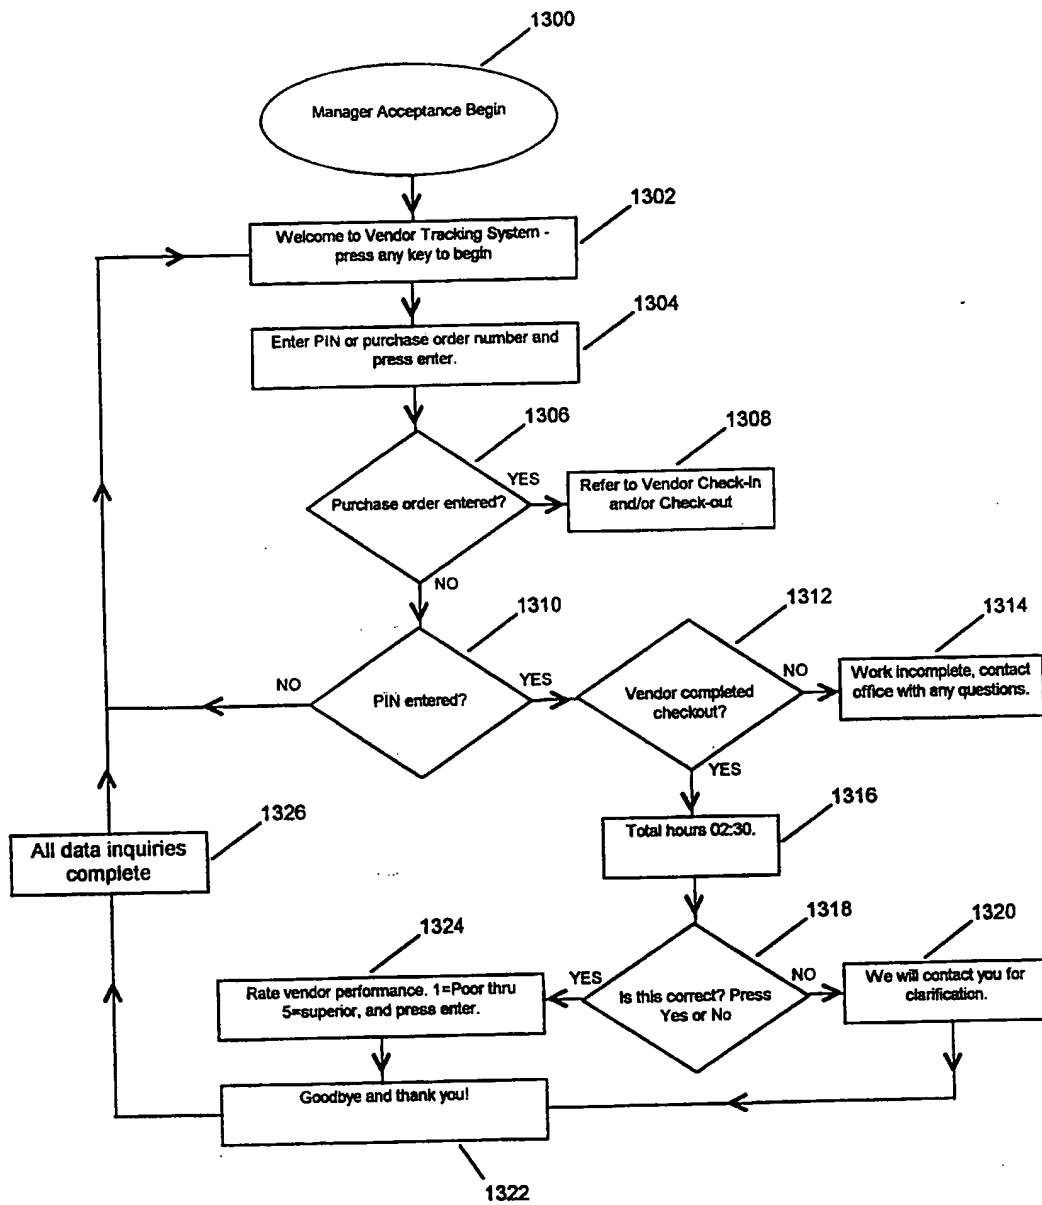 1300
Manager Acceptance Begin
1302
Welcome to Vendor Tracking System -
press any key to begin
1304
Enter PIN or purchase order number and
press enter.
1306
1308
YES
Purchase order entered?
Refer to Vendor Check-In
and/or Check-out
NO
1310
1312
1314
NO
PIN entered?
YES
Vendor completed
checkout?
NO
Work incomplete, contact
office with any questions.
YES
1316
Total hours 02:30.
1326
All data inquiries
complete
1324
1318
1320
Rate vendor performance. 1=Poor thru
5=superior, and press enter.
YES
Is this correct? Press
Yes or No
NO
We will contact you for
clarification.
Goodbye and thank you!
1322